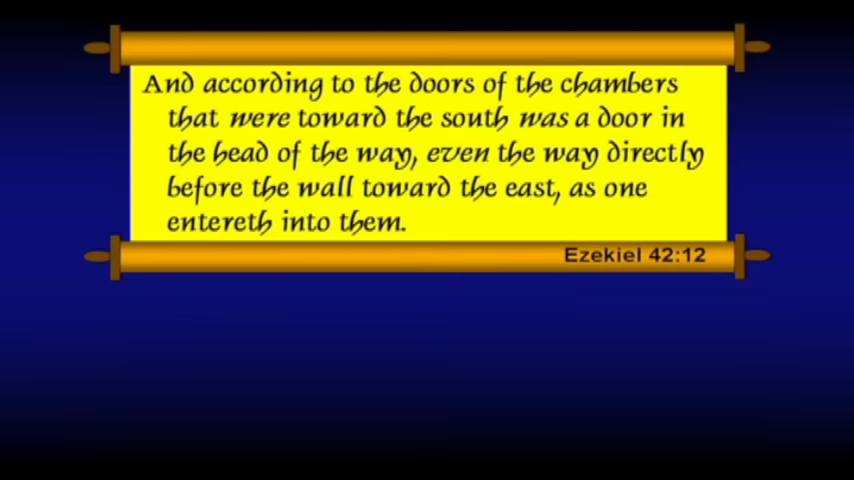 And according to the doors of the chambers
that were toward the south was a door in
the head of the way, even the way directly
before the wall toward the east, as one
entereth into them.
Ezekiel 42:12